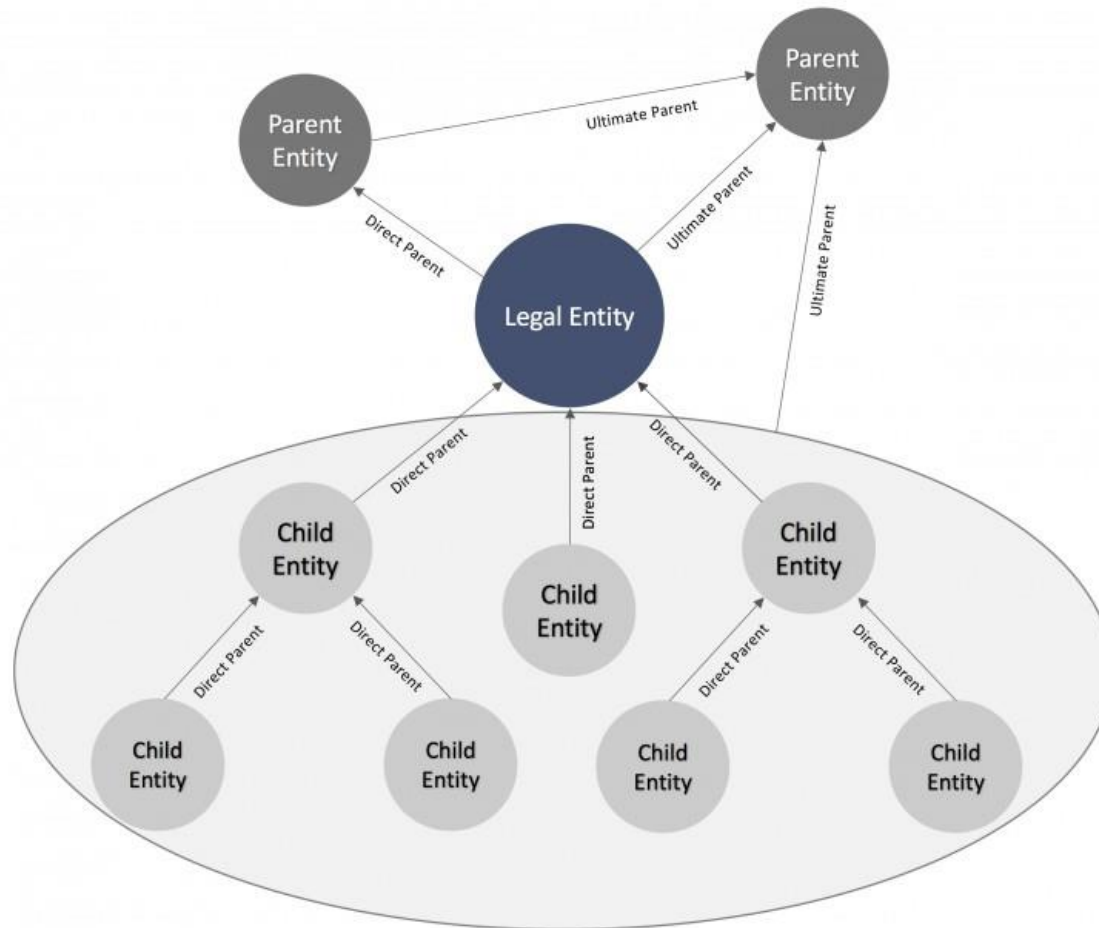 Parent
Entity
Parent
Entity
Ultimate Parent
Direct Parent
Ultimate Parent
Ultimate Parent
Legal Entity
Direct Parent
Direct Parent
Direct Parent
Child
Entity
Child
Entity
Child
Entity
Direct Parent
Direct Parent
Direct Parent
Direct Parent
Child
Entity
Child
Entity
Child
Entity
Child
Entity